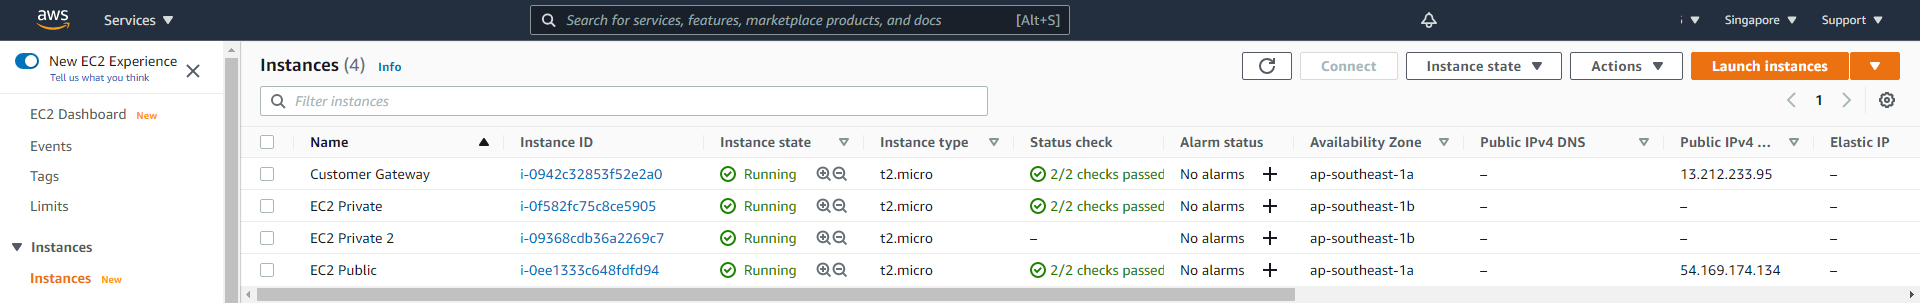 aws Services Search for services, features, marketplace products, and docs [Alt+S] Singapore Support
New EC2 Experience
Tell us what you think
EC2 Dashboard New
Events
Tags
Limits
Instances
Instances New
Instances (4) Info Connect Instance state Actions Launch instances
Filter instances 1
Name Instance ID Instance state Instance type Status check Alarm status Availability Zone Public IPv4 DNS Public IPv4 ... Elastic IP
Customer Gateway i-0942c32853f52e2a0 Running t2.micro 2/2 checks passed No alarms + ap-southeast-1a – 13.212.233.95 –
EC2 Private i-0f582fc75c8ce5905 Running t2.micro 2/2 checks passed No alarms + ap-southeast-1b – – –
EC2 Private 2 i-09368cdb36a2269c7 Running t2.micro – No alarms + ap-southeast-1b – – –
EC2 Public i-0ee1333c648fdfd94 Running t2.micro 2/2 checks passed No alarms + ap-southeast-1a – 54.169.174.134 –